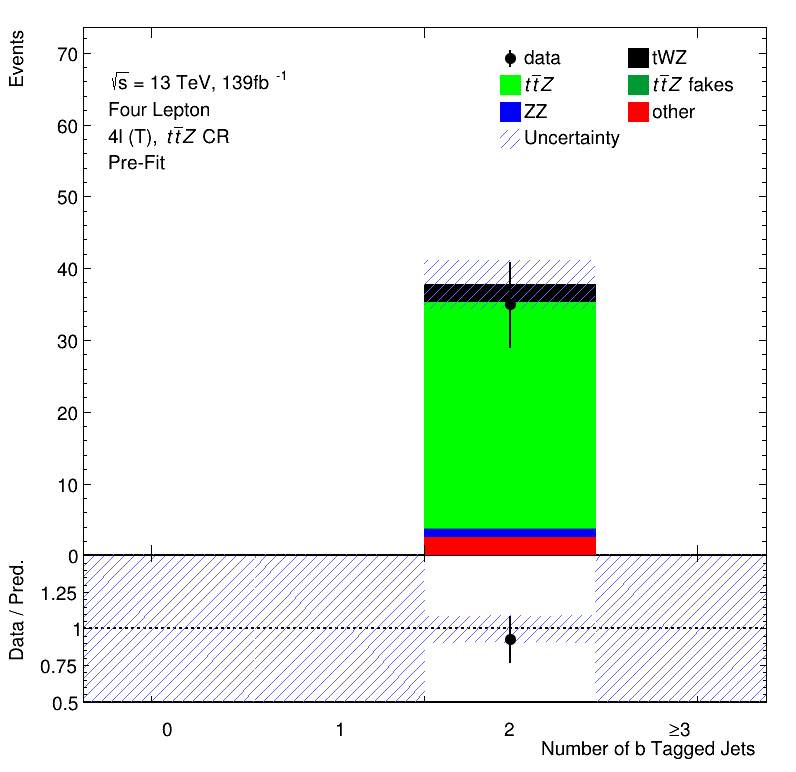 Events
70
60
50
40
30
20
10
0
√s = 13 TeV, 139fb⁻¹
Four Lepton
4l (T), tt̄Z CR
Pre-Fit
data
tWZ
tt̄Z
tt̄Z fakes
ZZ
other
Uncertainty
Data / Pred.
1.25
1
0.75
0.5
0 1 2 ≥3
Number of b Tagged Jets